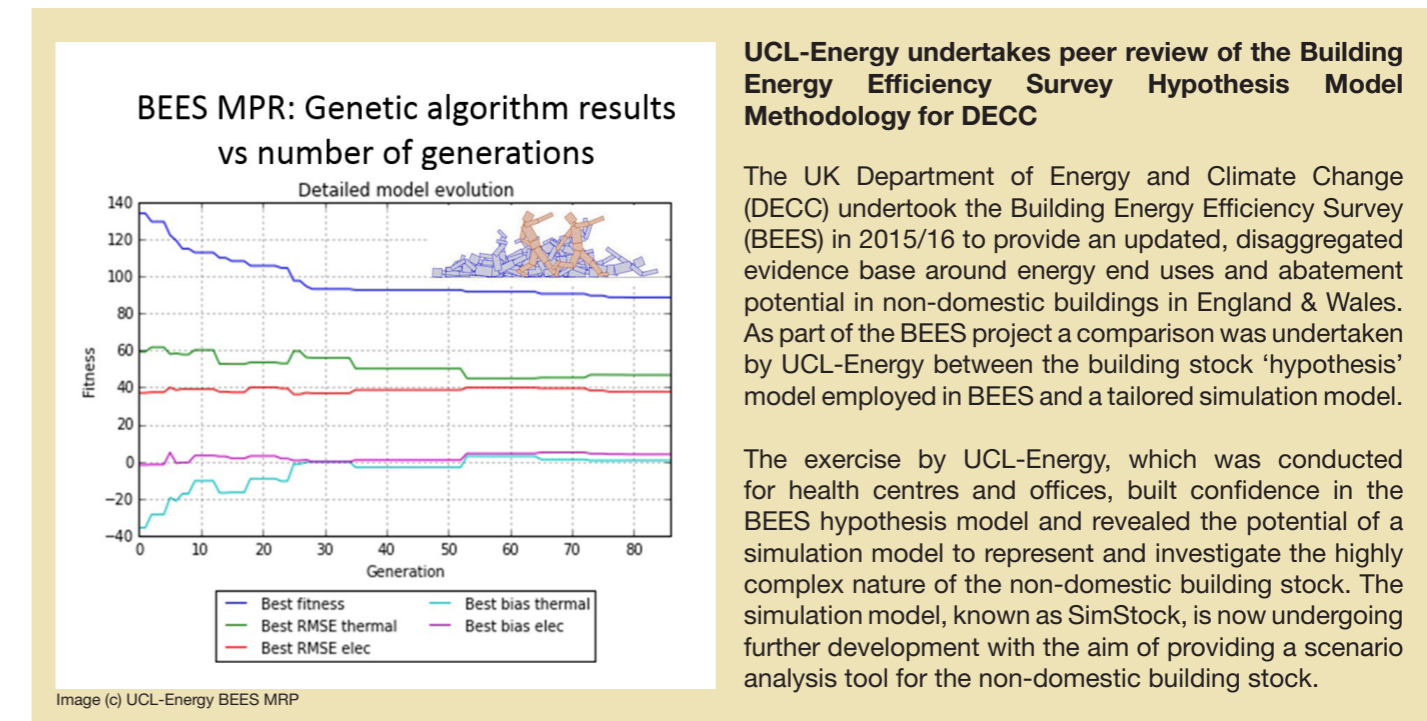 BEES MPR: Genetic algorithm results
vs number of generations
Detailed model evolution
140
120
100
80
60
40
20
0
−20
−40
Fitness
0 10 20 30 40 50 60 70 80
Generation
Best fitness
Best RMSE thermal
Best RMSE elec
Best bias thermal
Best bias elec
Image (c) UCL-Energy BEES MRP
UCL-Energy undertakes peer review of the Building
Energy Efficiency Survey Hypothesis Model
Methodology for DECC
The UK Department of Energy and Climate Change
(DECC) undertook the Building Energy Efficiency Survey
(BEES) in 2015/16 to provide an updated, disaggregated
evidence base around energy end uses and abatement
potential in non-domestic buildings in England & Wales.
As part of the BEES project a comparison was undertaken
by UCL-Energy between the building stock ‘hypothesis’
model employed in BEES and a tailored simulation model.
The exercise by UCL-Energy, which was conducted
for health centres and offices, built confidence in the
BEES hypothesis model and revealed the potential of a
simulation model to represent and investigate the highly
complex nature of the non-domestic building stock. The
simulation model, known as SimStock, is now undergoing
further development with the aim of providing a scenario
analysis tool for the non-domestic building stock.